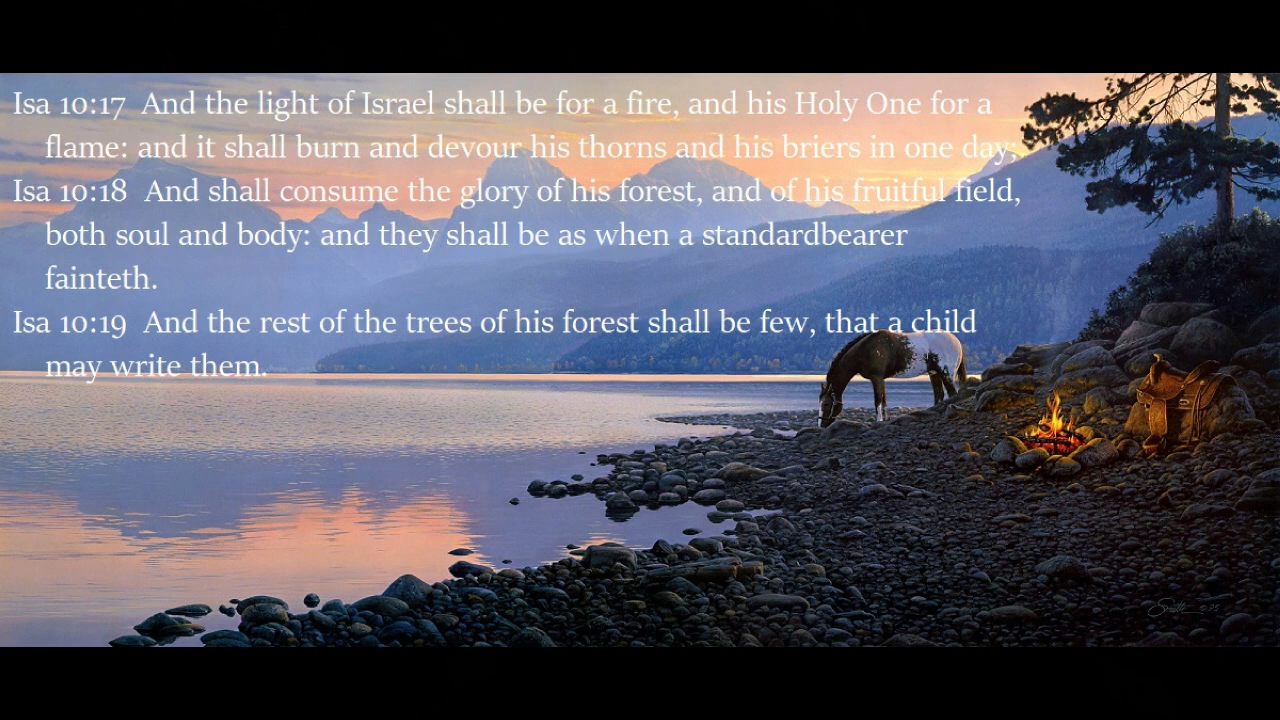 Isa 10:17 And the light of Israel shall be for a fire, and his Holy One for a
flame: and it shall burn and devour his thorns and his briers in one day;
Isa 10:18 And shall consume the glory of his forest, and of his fruitful field,
both soul and body: and they shall be as when a standardbearer
fainteth.
Isa 10:19 And the rest of the trees of his forest shall be few, that a child
may write them.